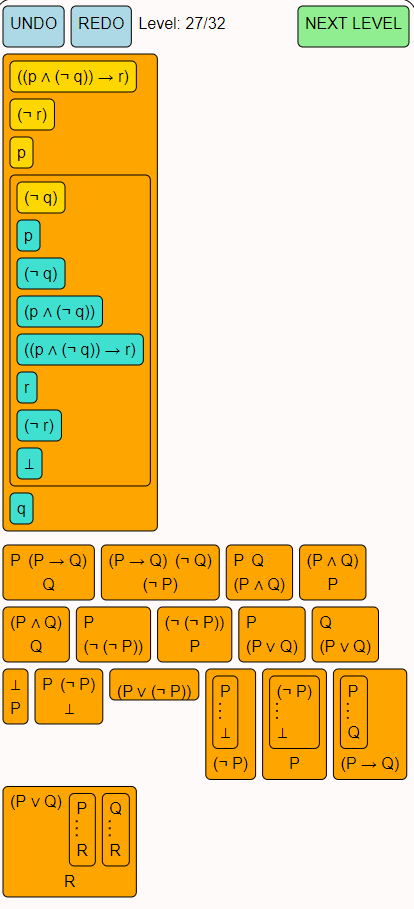 UNDO REDO Level: 27/32 NEXT LEVEL
((p ∧ (¬ q)) → r)
(¬ r)
p
(¬ q)
p
(¬ q)
(p ∧ (¬ q))
((p ∧ (¬ q)) → r)
r
(¬ r)
⊥
q
P (P → Q)
Q
(P → Q) (¬ Q)
(¬ P)
P Q
(P ∧ Q)
(P ∧ Q)
P
(P ∧ Q)
Q
P
(¬ (¬ P))
(¬ (¬ P))
P
P
(P ∨ Q)
Q
(P ∨ Q)
⊥
P
P (¬ P)
⊥
(P ∨ (¬ P))
P
⋮
⊥
(¬ P)
(¬ P)
⋮
⊥
P
P
⋮
Q
(P → Q)
(P ∨ Q) P Q
⋮ ⋮
R R
R